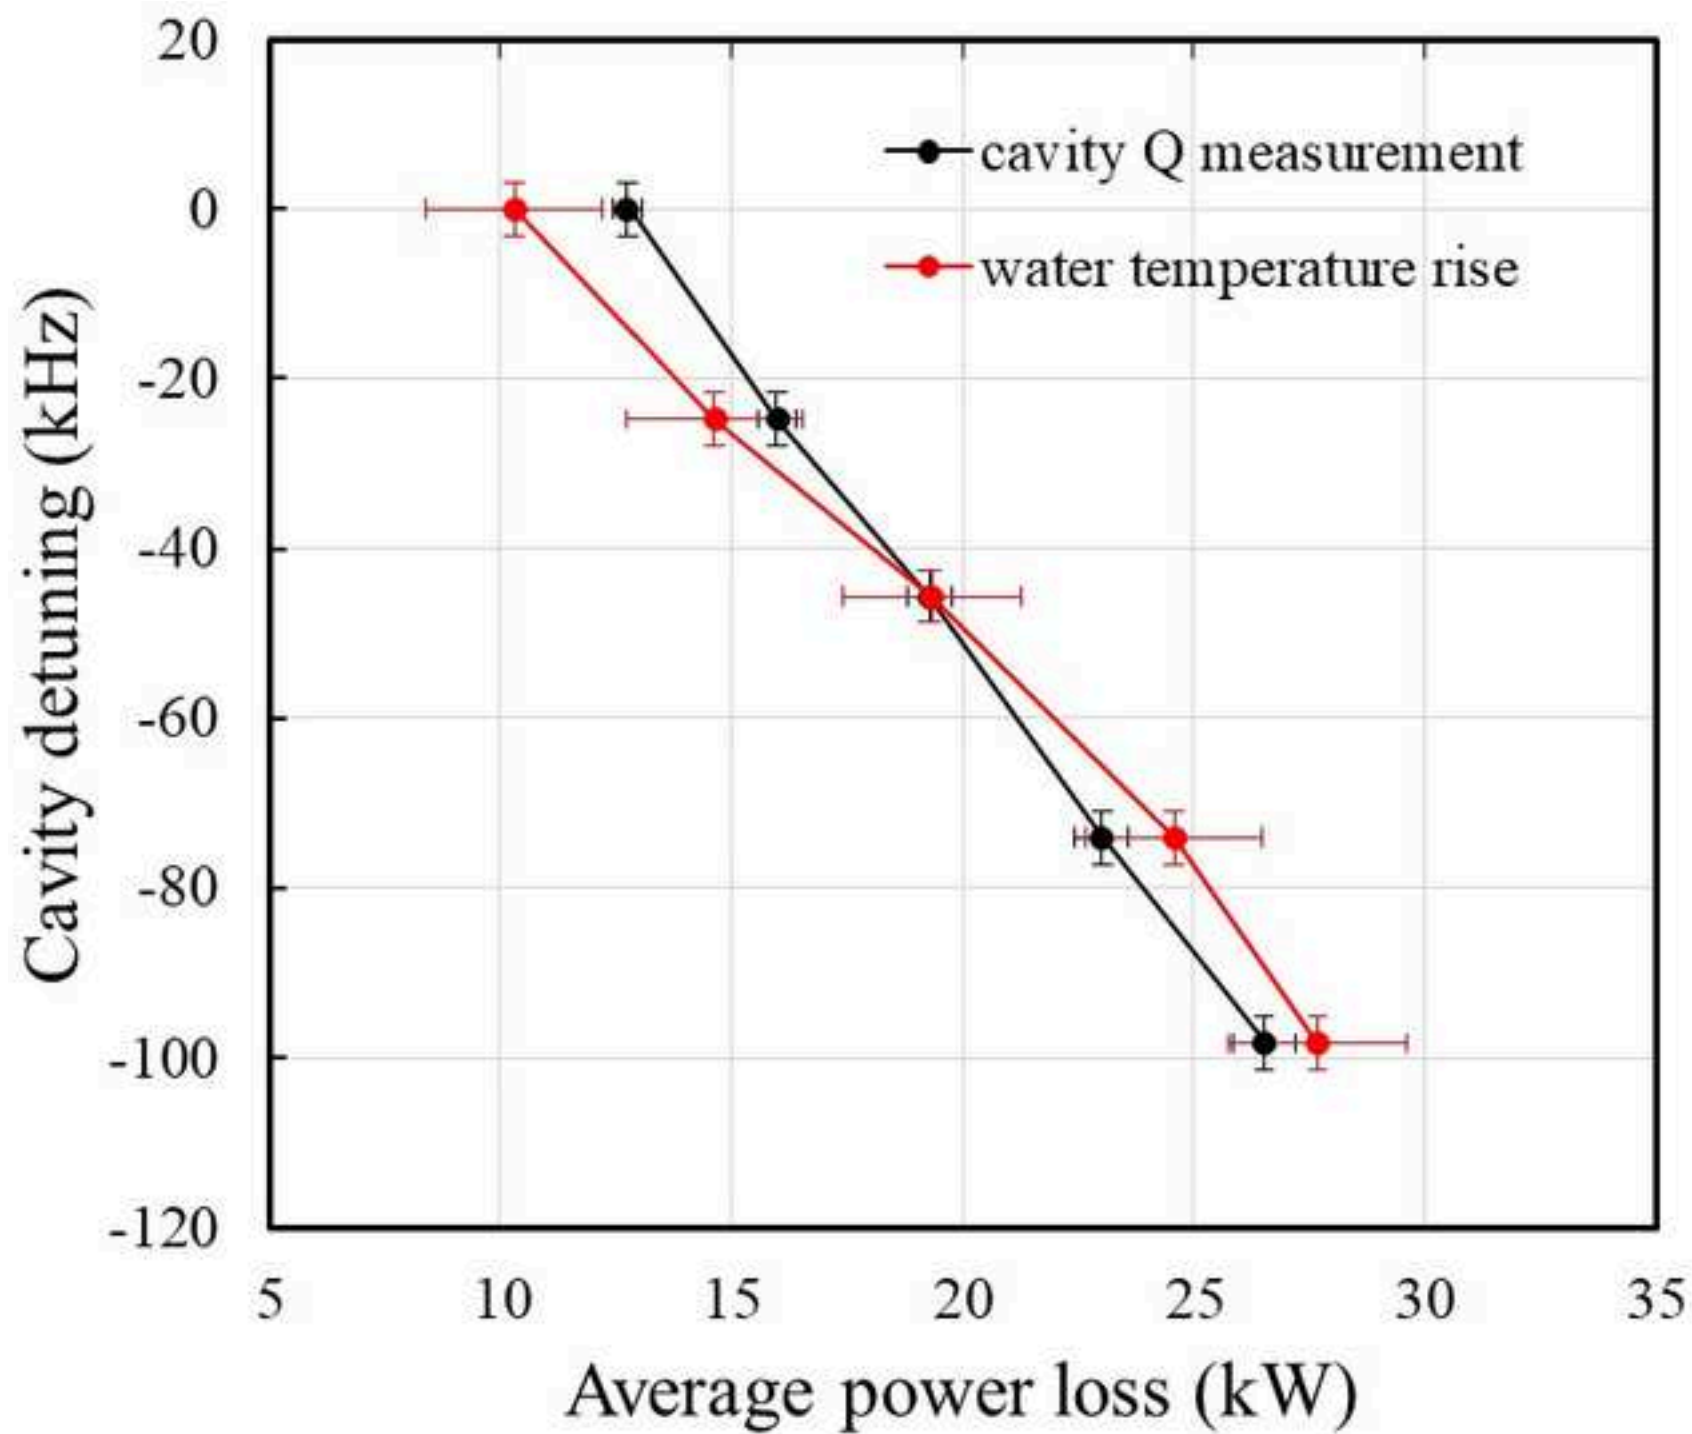 20
0
-20
-40
-60
-80
-100
-120
Cavity detuning (kHz)
cavity Q measurement
water temperature rise
5 10 15 20 25 30 35
Average power loss (kW)